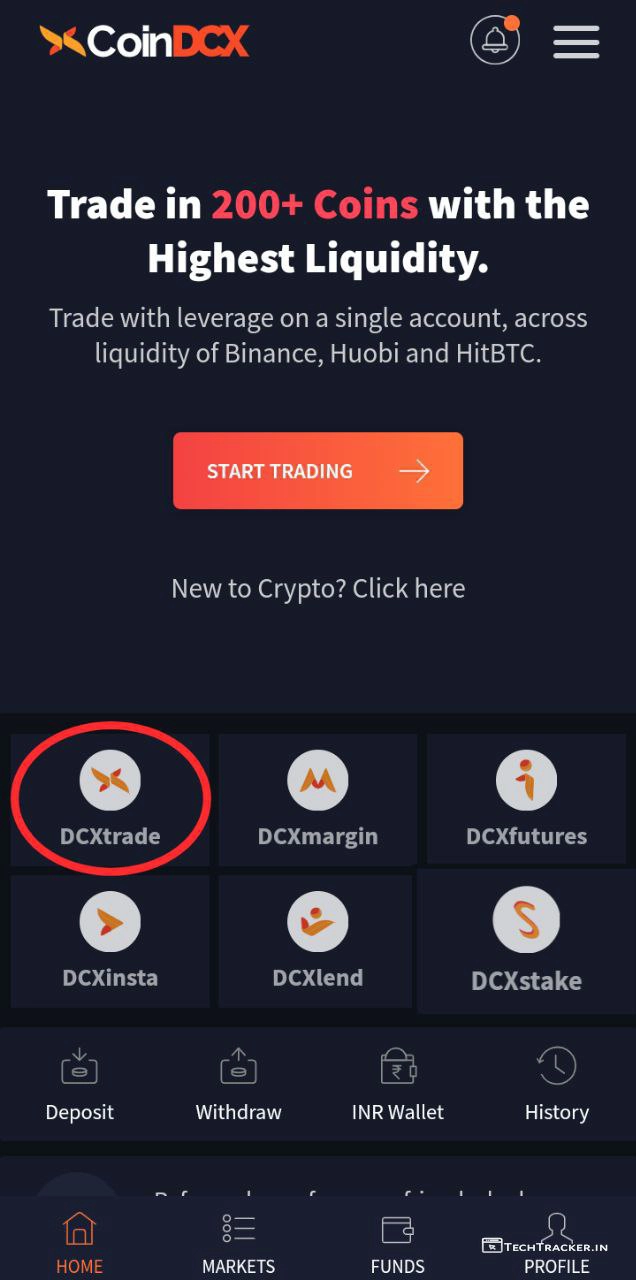 CoinDCX
Trade in 200+ Coins with the
Highest Liquidity.
Trade with leverage on a single account, across
liquidity of Binance, Huobi and HitBTC.
START TRADING
New to Crypto? Click here
DCXtrade
DCXmargin
DCXfutures
DCXinsta
DCXlend
DCXstake
Deposit
Withdraw
INR Wallet
History
HOME
MARKETS
FUNDS
TechTracker.in
PROFILE